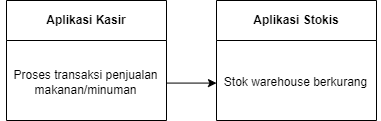 Aplikasi Kasir
Proses transaksi penjualan
makanan/minuman
Aplikasi Stokis
Stok warehouse berkurang